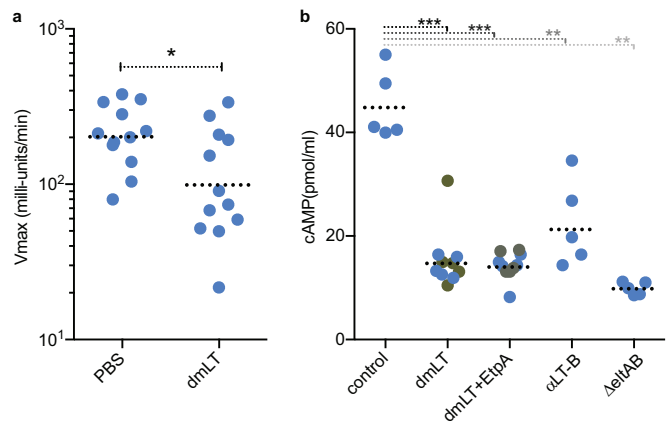 a
Vmax (milli-units/min)
10³
10²
10¹
*
PBS
dmLT
b
cAMP(pmol/ml)
60
40
20
0
***
***
**
**
control
dmLT
dmLT+EtpA
αLT-B
ΔeltAB